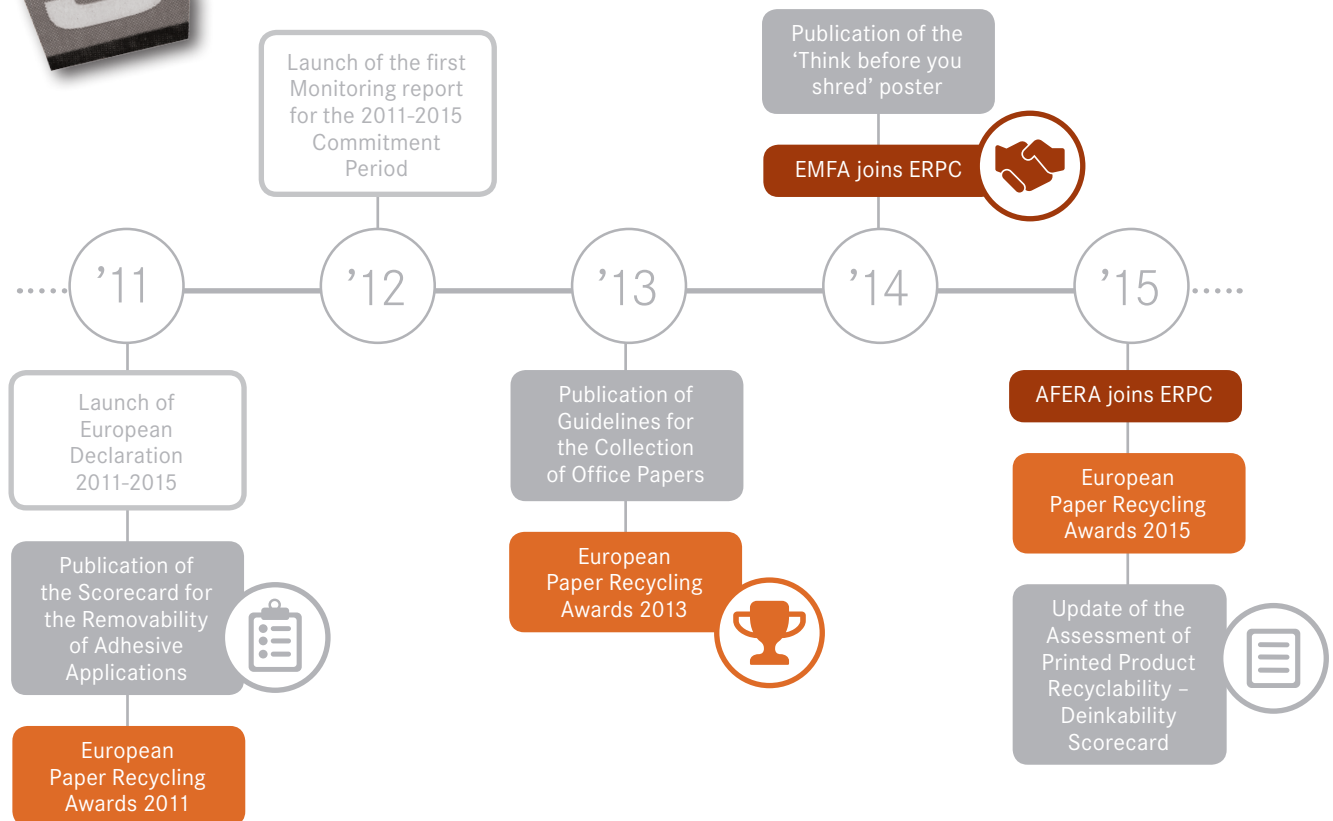 Launch of the first
Monitoring report
for the 2011-2015
Commitment
Period
Publication of the
‘Think before you
shred’ poster
EMFA joins ERPC
’11
’12
’13
’14
’15
Launch of
European
Declaration
2011-2015
Publication of
the Scorecard for
the Removability
of Adhesive
Applications
European
Paper Recycling
Awards 2011
Publication of
Guidelines for
the Collection
of Office Papers
European
Paper Recycling
Awards 2013
AFERA joins ERPC
European
Paper Recycling
Awards 2015
Update of the
Assessment of
Printed Product
Recyclability –
Deinkability
Scorecard